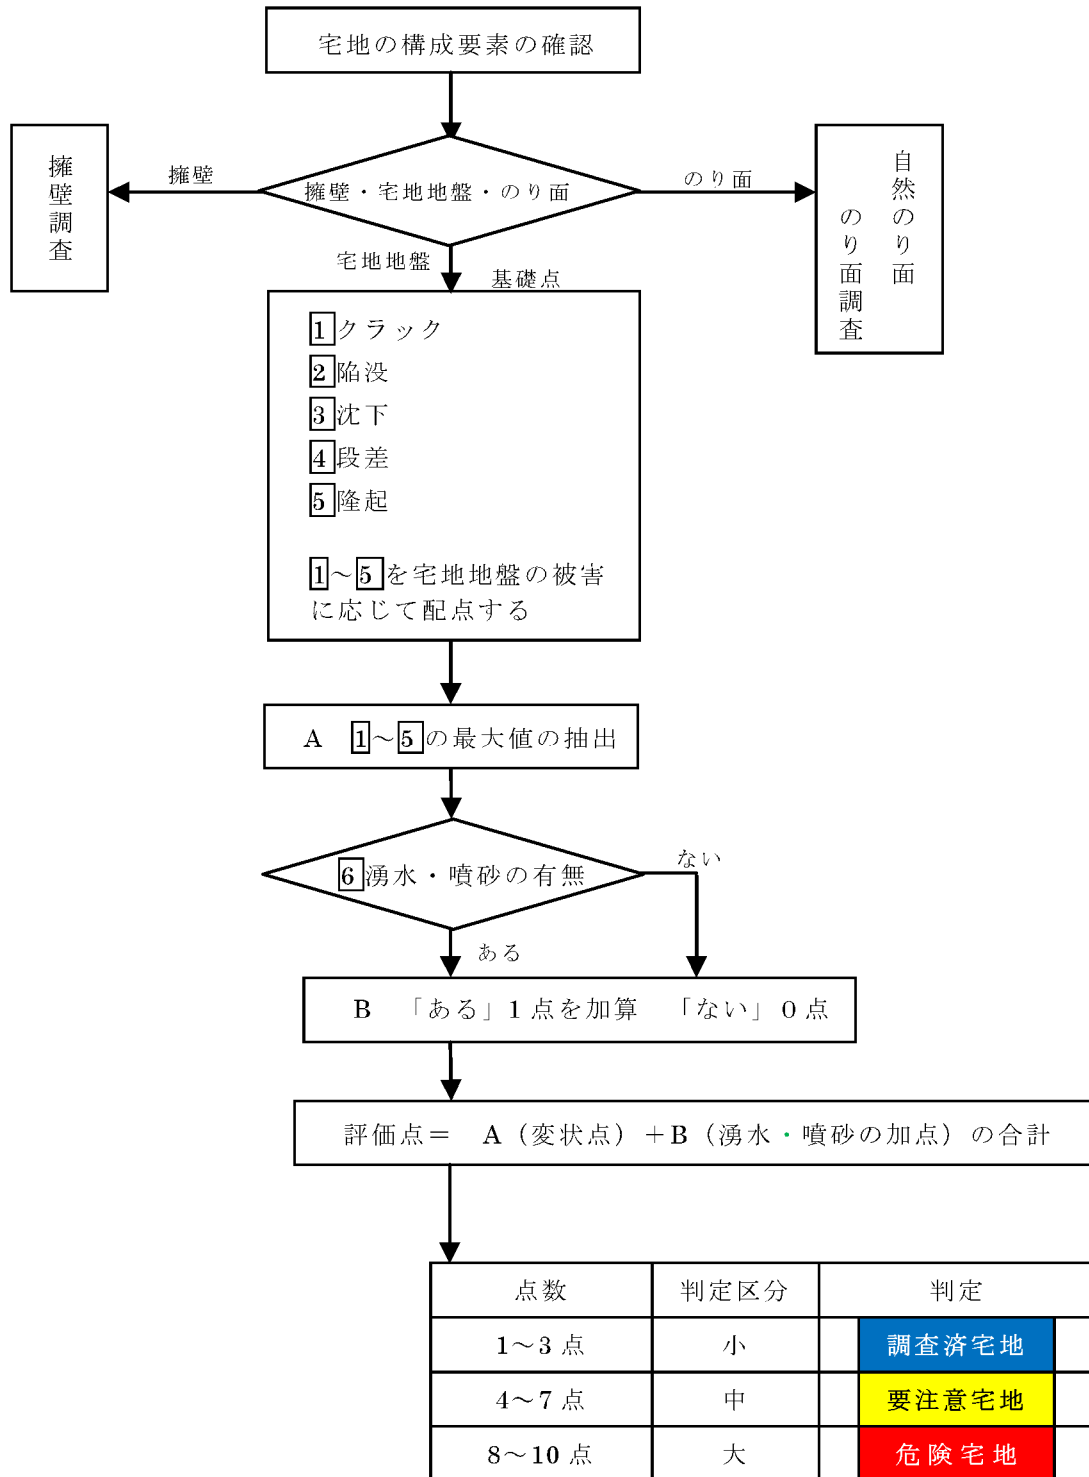 宅地の構成要素の確認
擁壁・宅地地盤・のり面
擁壁
のり面
擁壁調査
自然のり面
のり面調査
宅地地盤
基礎点
1クラック
2陥没
3沈下
4段差
5隆起
1～5を宅地地盤の被害
に応じて配点する
A 1～5の最大値の抽出
6湧水・噴砂の有無
ない
ある
B 「ある」1点を加算 「ない」0点
評価点＝ A（変状点）＋B（湧水・噴砂の加点）の合計
点数 判定区分 判定
1～3点 小 調査済宅地
4～7点 中 要注意宅地
8～10点 大 危険宅地